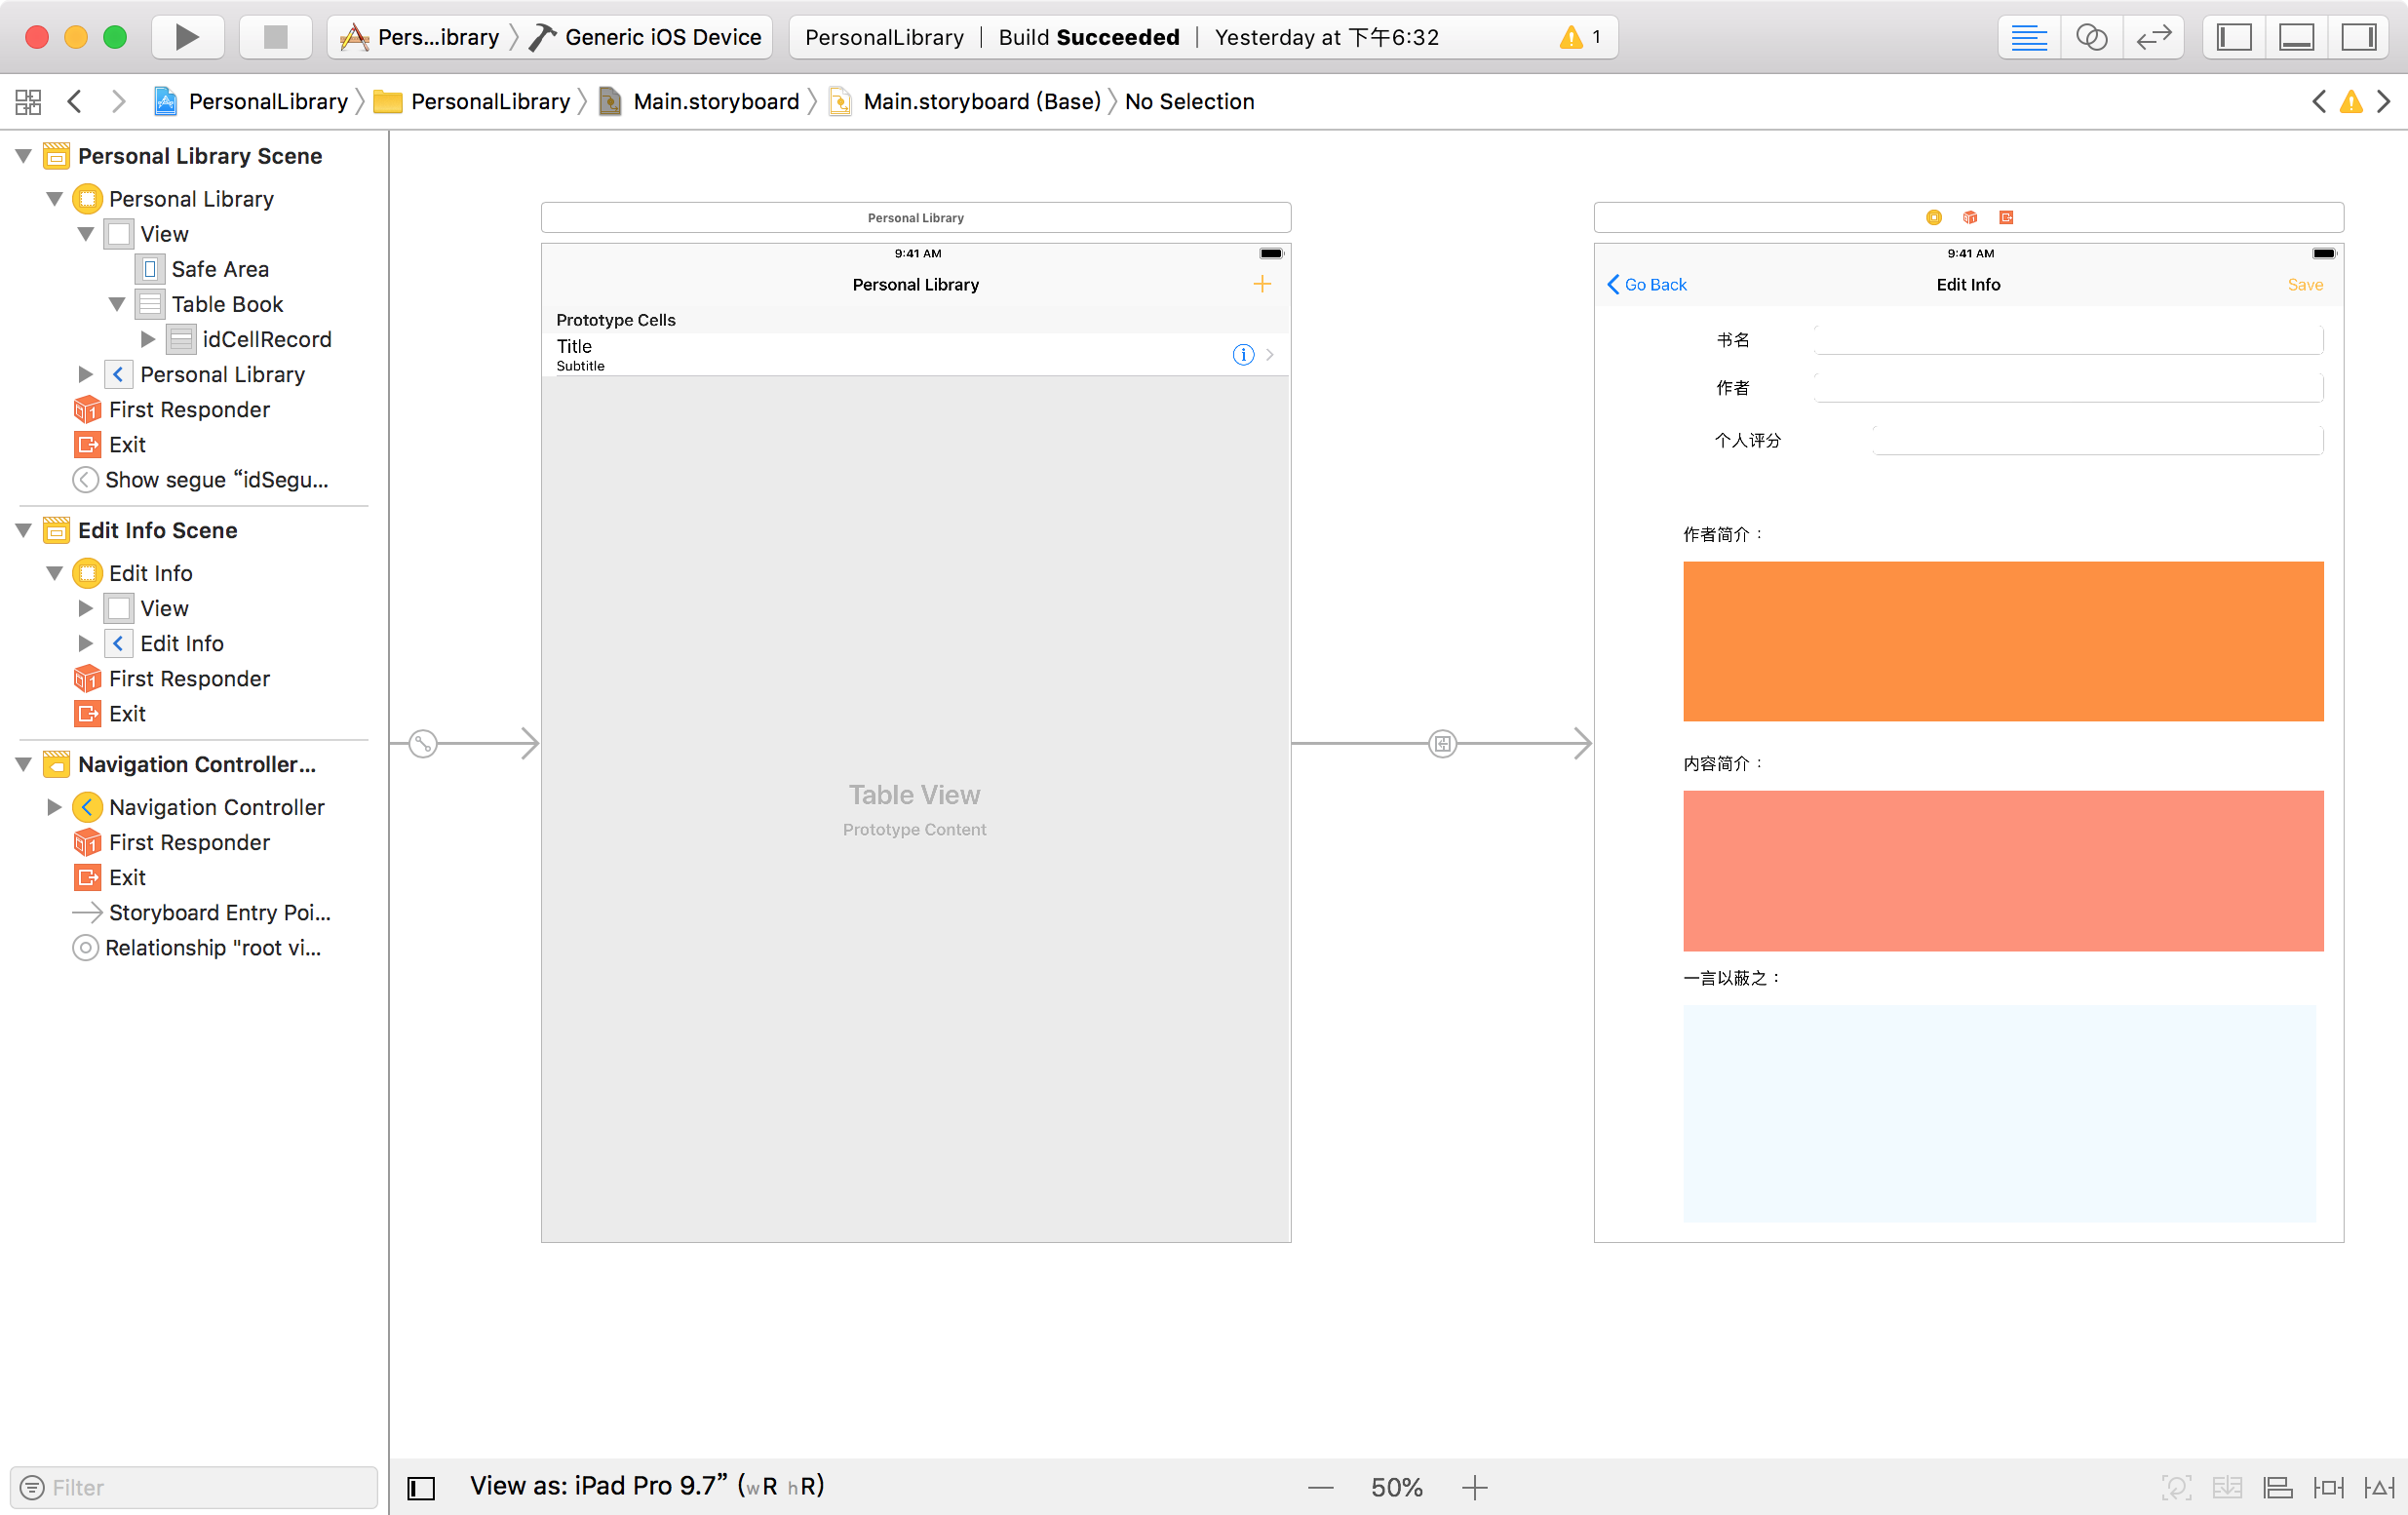 Pers...ibrary Generic iOS Device PersonalLibrary | Build Succeeded | Yesterday at 下午6:32 1
PersonalLibrary PersonalLibrary Main.storyboard Main.storyboard (Base) No Selection
Personal Library Scene
Personal Library
View
Safe Area
Table Book
idCellRecord
Personal Library
First Responder
Exit
Show segue “idSegu...
Edit Info Scene
Edit Info
View
Edit Info
First Responder
Exit
Navigation Controller...
Navigation Controller
First Responder
Exit
Storyboard Entry Poi...
Relationship "root vi...
Filter
Personal Library
9:41 AM
Personal Library
Prototype Cells
Title
Subtitle
Table View
Prototype Content
9:41 AM
Go Back Edit Info Save
书名
作者
个人评分
作者简介：
内容简介：
一言以蔽之：
View as: iPad Pro 9.7” (wR hR)
50%